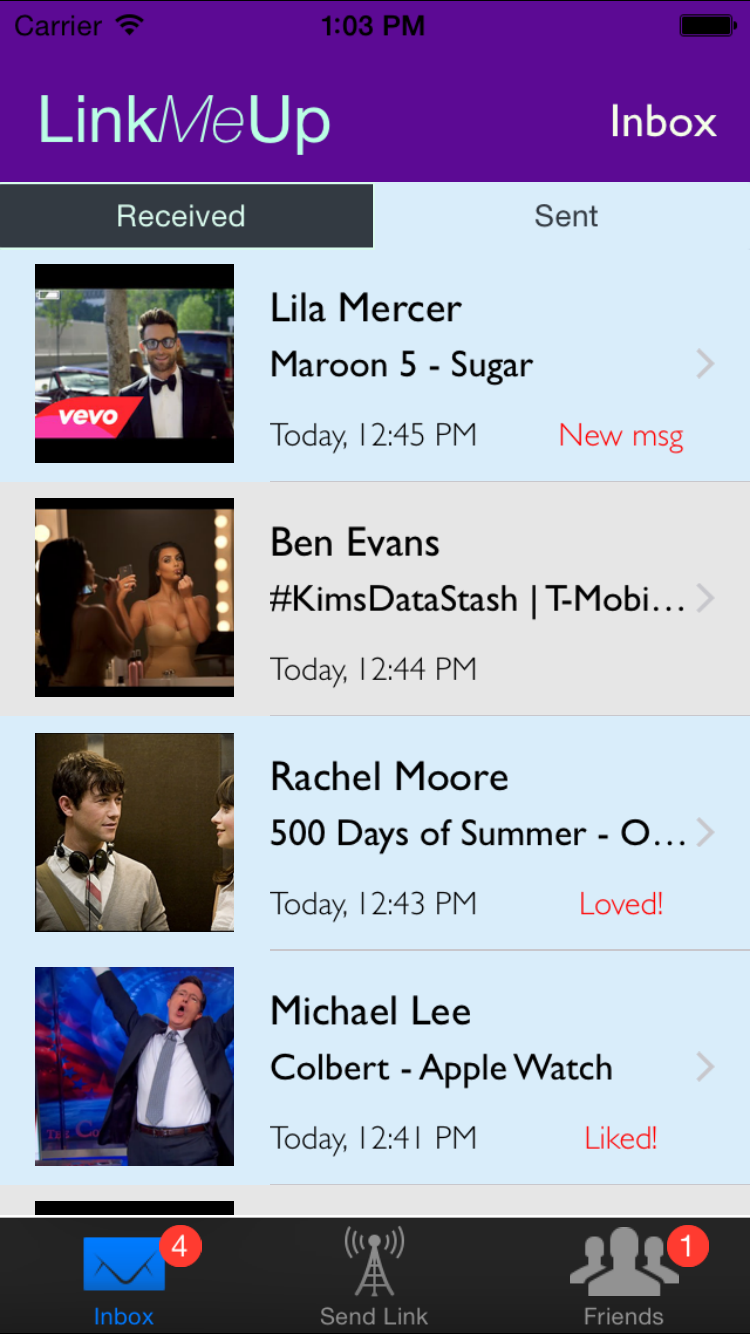 Carrier 1:03 PM
LinkMeUp Inbox
Received Sent
Lila Mercer
Maroon 5 - Sugar
vevo
Today, 12:45 PM New msg
Ben Evans
#KimsDataStash | T-Mobi...
Today, 12:44 PM
Rachel Moore
500 Days of Summer - O...
Today, 12:43 PM Loved!
Michael Lee
Colbert - Apple Watch
Today, 12:41 PM Liked!
4 1
Inbox Send Link Friends